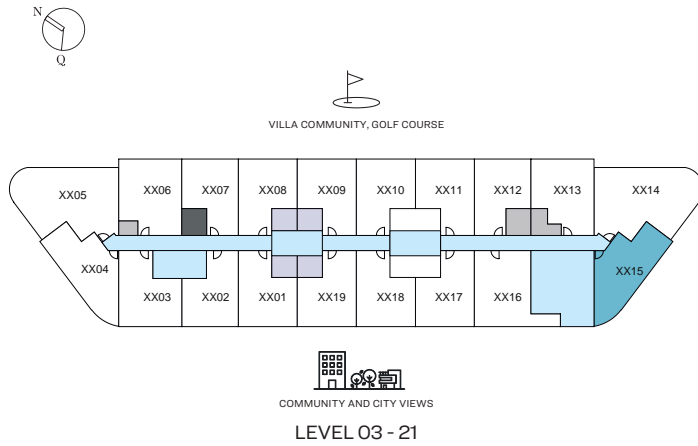 N
Q
VILLA COMMUNITY, GOLF COURSE
XX05 XX06 XX07 XX08 XX09 XX10 XX11 XX12 XX13 XX14
XX04 XX15
XX03 XX02 XX01 XX19 XX18 XX17 XX16
COMMUNITY AND CITY VIEWS
LEVEL 03 - 21